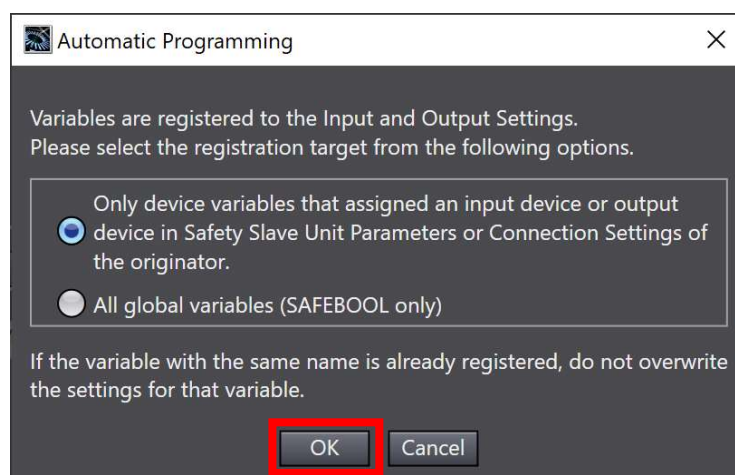 Automatic Programming
Variables are registered to the Input and Output Settings.
Please select the registration target from the following options.
Only device variables that assigned an input device or output
device in Safety Slave Unit Parameters or Connection Settings of
the originator.
All global variables (SAFEBOOL only)
If the variable with the same name is already registered, do not overwrite
the settings for that variable.
OK Cancel